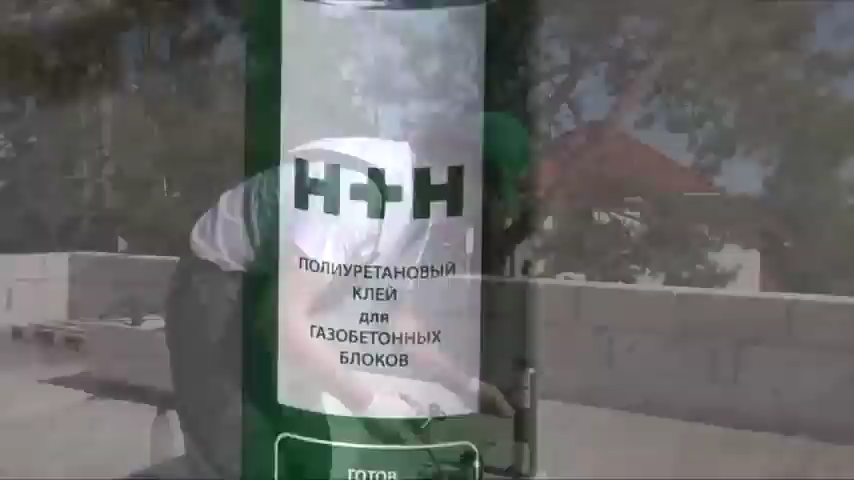 H+H
ПОЛИУРЕТАНОВЫЙ
КЛЕЙ
для
ГАЗОБЕТОННЫХ
БЛОКОВ
ГОТОВ